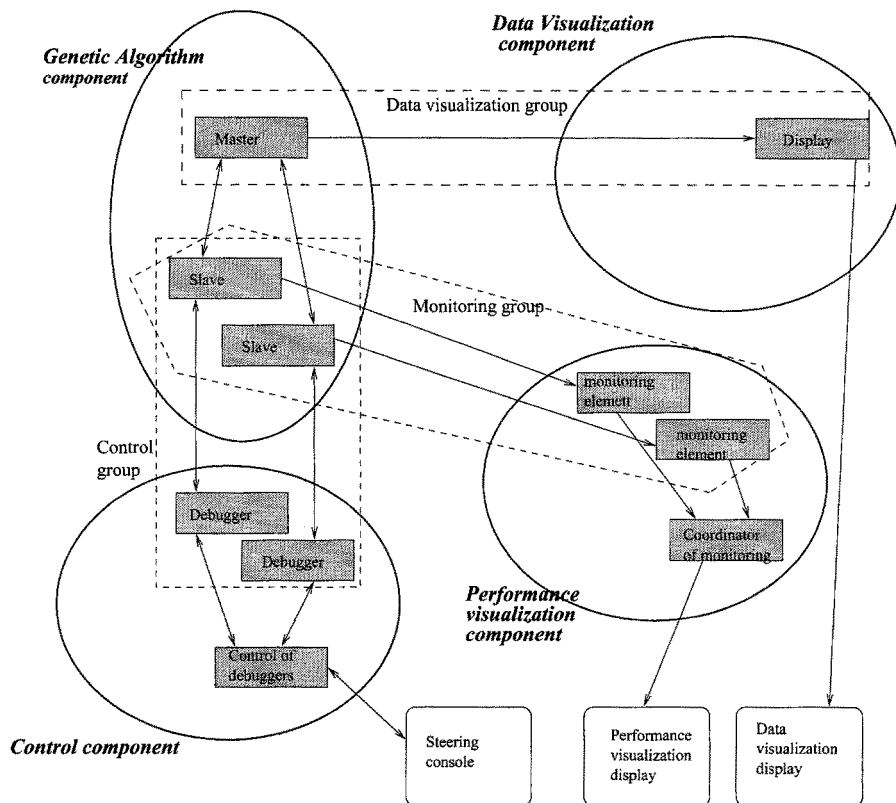 Genetic Algorithm
component
Data Visualization
component
Data visualization group
Master
Display
Slave
Monitoring group
Slave
monitoring
elemett
monitoring
element
Control
group
Debugger
Coordinator
of monitoring
Debugger
Performance
visualization
component
Control of
debuggers
Control component
Steering
console
Performance
visualization
display
Data
visualization
display